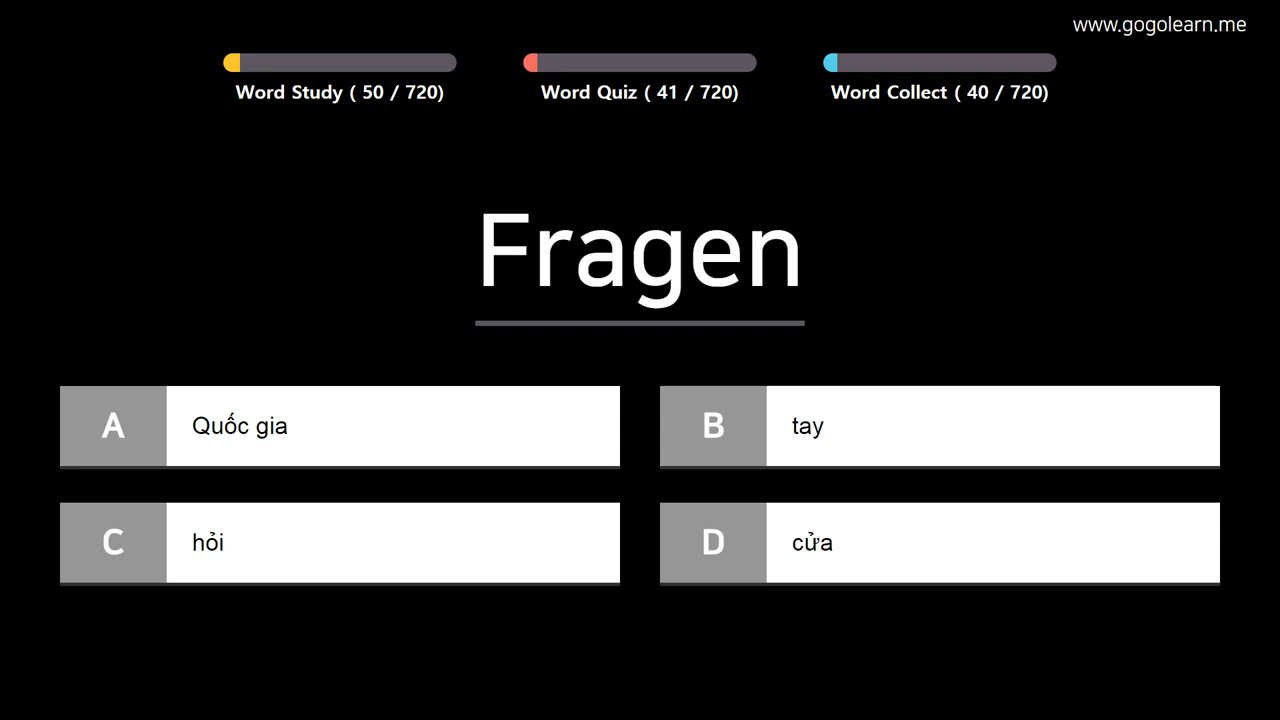 www.gogolearn.me
Word Study ( 50 / 720)
Word Quiz ( 41 / 720)
Word Collect ( 40 / 720)
Fragen
A
Quốc gia
B
tay
C
hỏi
D
cửa